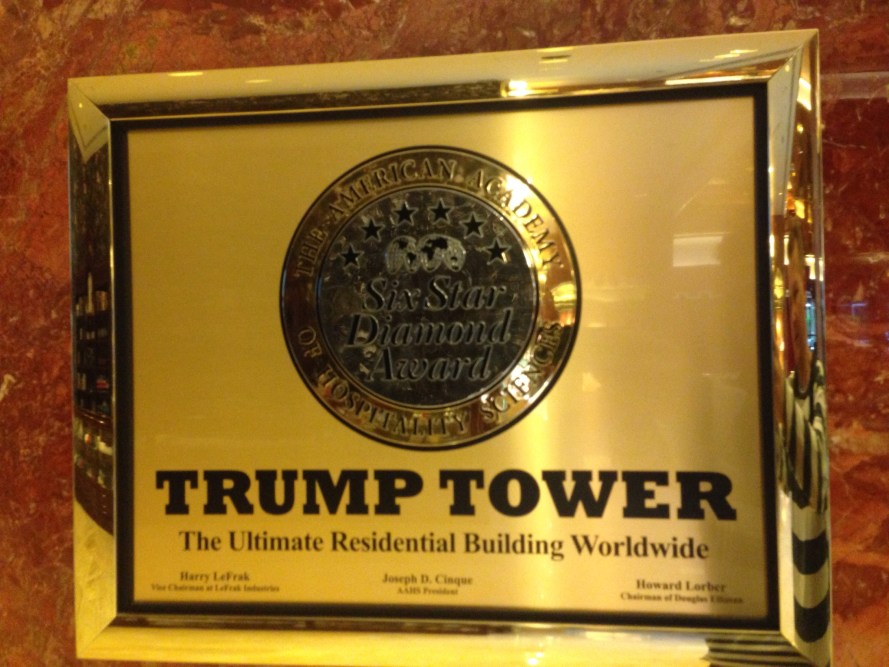 THE AMERICAN ACADEMY
OF HOSPITALITY SCIENCES
Six Star
Diamond
Award
TRUMP TOWER
The Ultimate Residential Building Worldwide
Harry LeFrak
Vice Chairman at LeFrak Industries
Joseph D. Cinque
AAHS President
Howard Lorber
Chairman of Douglas Elliman